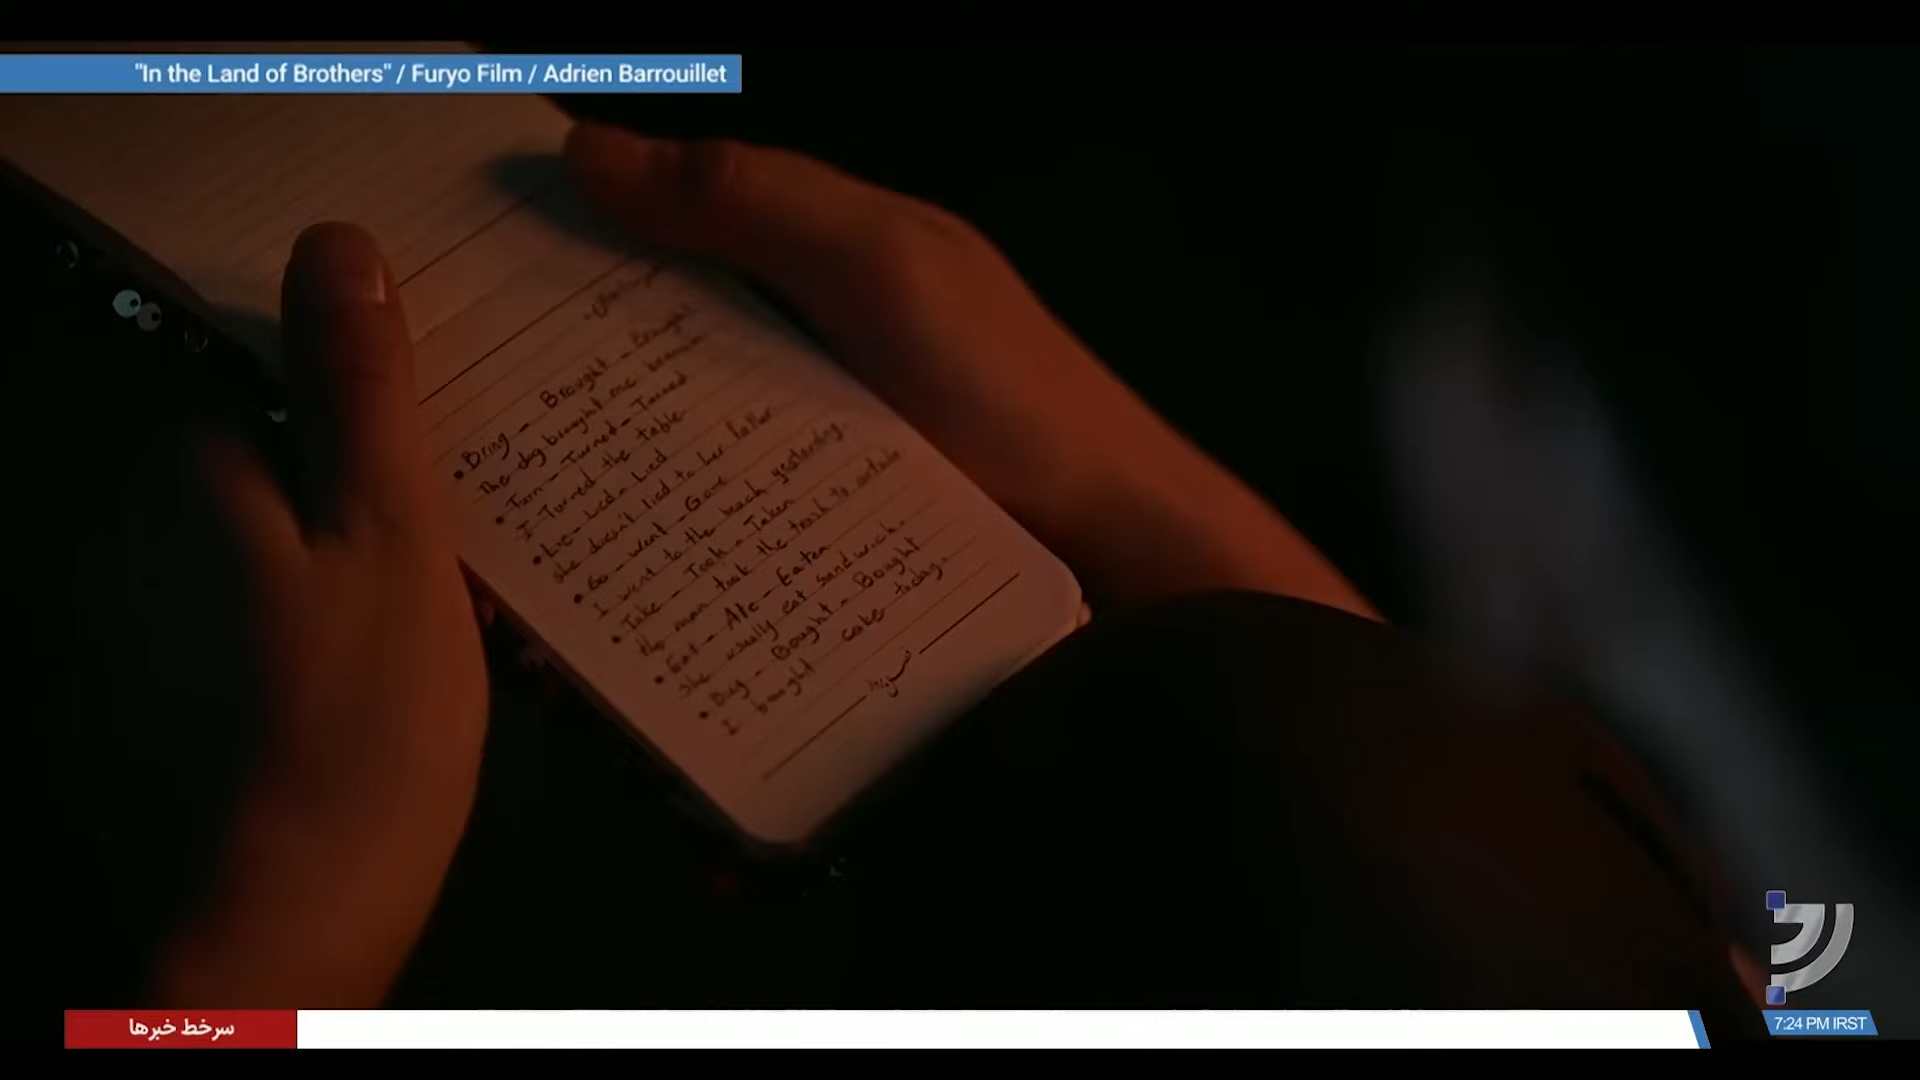 "In the Land of Brothers" / Furyo Film / Adrien Barrouillet
• Bring - Brought - Brought
The dog brought me
• Turn - Turned - Turned
I Turned the table
• Lie - Lied - Lied
she doesn't lied to her father.
• Go - went - Gone
I went to the beach yesterday.
• Take - Took - Taken
the man took the trash to outside
• Eat - Ate - Eaten
she usually eat sandwich.
• Buy - Bought - Bought
I bought cake today.
سرخط خبرها
7:24 PM IRST